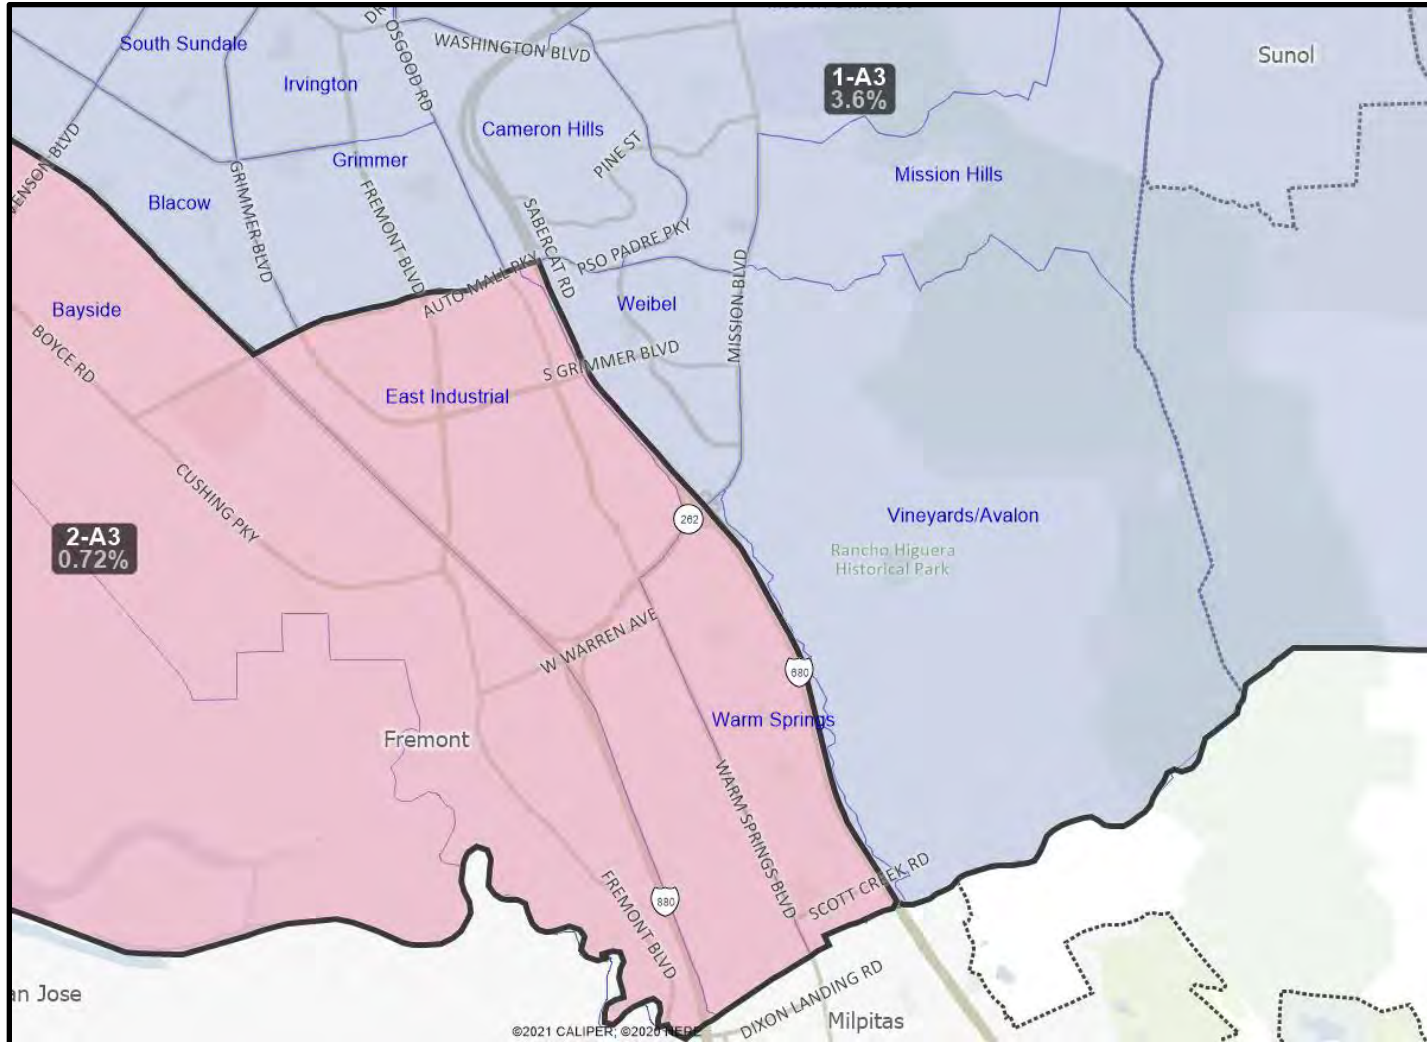 South Sundale
WASHINGTON BLVD
OSGOOD RD
Sunol
Irvington
1-A3
3.6%
Cameron Hills
PINE ST
Grimmer
Mission Hills
Blacow
GRIMMER BLVD
FREMONT BLVD
SABERCAT RD
PSO PADRE PKY
MISSION BLVD
AUTO MALL PKY
Bayside
Weibel
BOYCE RD
S GRIMMER BLVD
East Industrial
CUSHING PKY
262
Vineyards/Avalon
2-A3
0.72%
Rancho Higuera
Historical Park
W WARREN AVE
680
Warm Springs
Fremont
WARM SPRINGS BLVD
SCOTT CREEK RD
880
FREMONT BLVD
an Jose
DIXON LANDING RD
Milpitas
©2021 CALIPER; ©2020 HERE